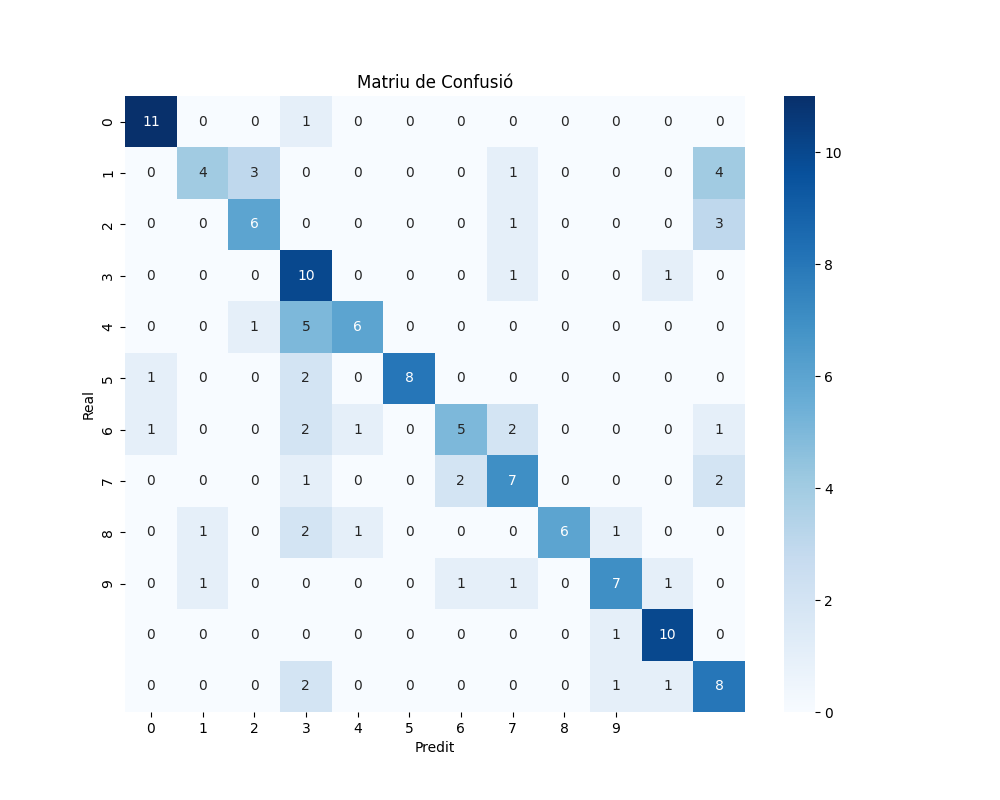 Matriu de Confusió
0 11 0 0 1 0 0 0 0 0 0 0 0
1 0 4 3 0 0 0 0 1 0 0 0 4
2 0 0 6 0 0 0 0 1 0 0 0 3
3 0 0 0 10 0 0 0 1 0 0 1 0
4 0 0 1 5 6 0 0 0 0 0 0 0
5 1 0 0 2 0 8 0 0 0 0 0 0
Real
6 1 0 0 2 1 0 5 2 0 0 0 1
7 0 0 0 1 0 0 2 7 0 0 0 2
8 0 1 0 2 1 0 0 0 6 1 0 0
9 0 1 0 0 0 0 1 1 0 7 1 0
0 0 0 0 0 0 0 0 0 1 10 0
0 0 0 2 0 0 0 0 0 1 1 8
0 1 2 3 4 5 6 7 8 9
Predit
10
8
6
4
2
0